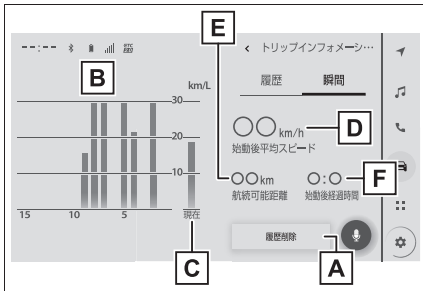 E
--:--
‹ トリップインフォメーシ…
B
履歴 瞬間
km/L
30
20
10
〇〇km/h
D
始動後平均スピード
〇〇km
航続可能距離
〇:〇
始動後経過時間
F
15 10 5 現在
履歴削除
C
A